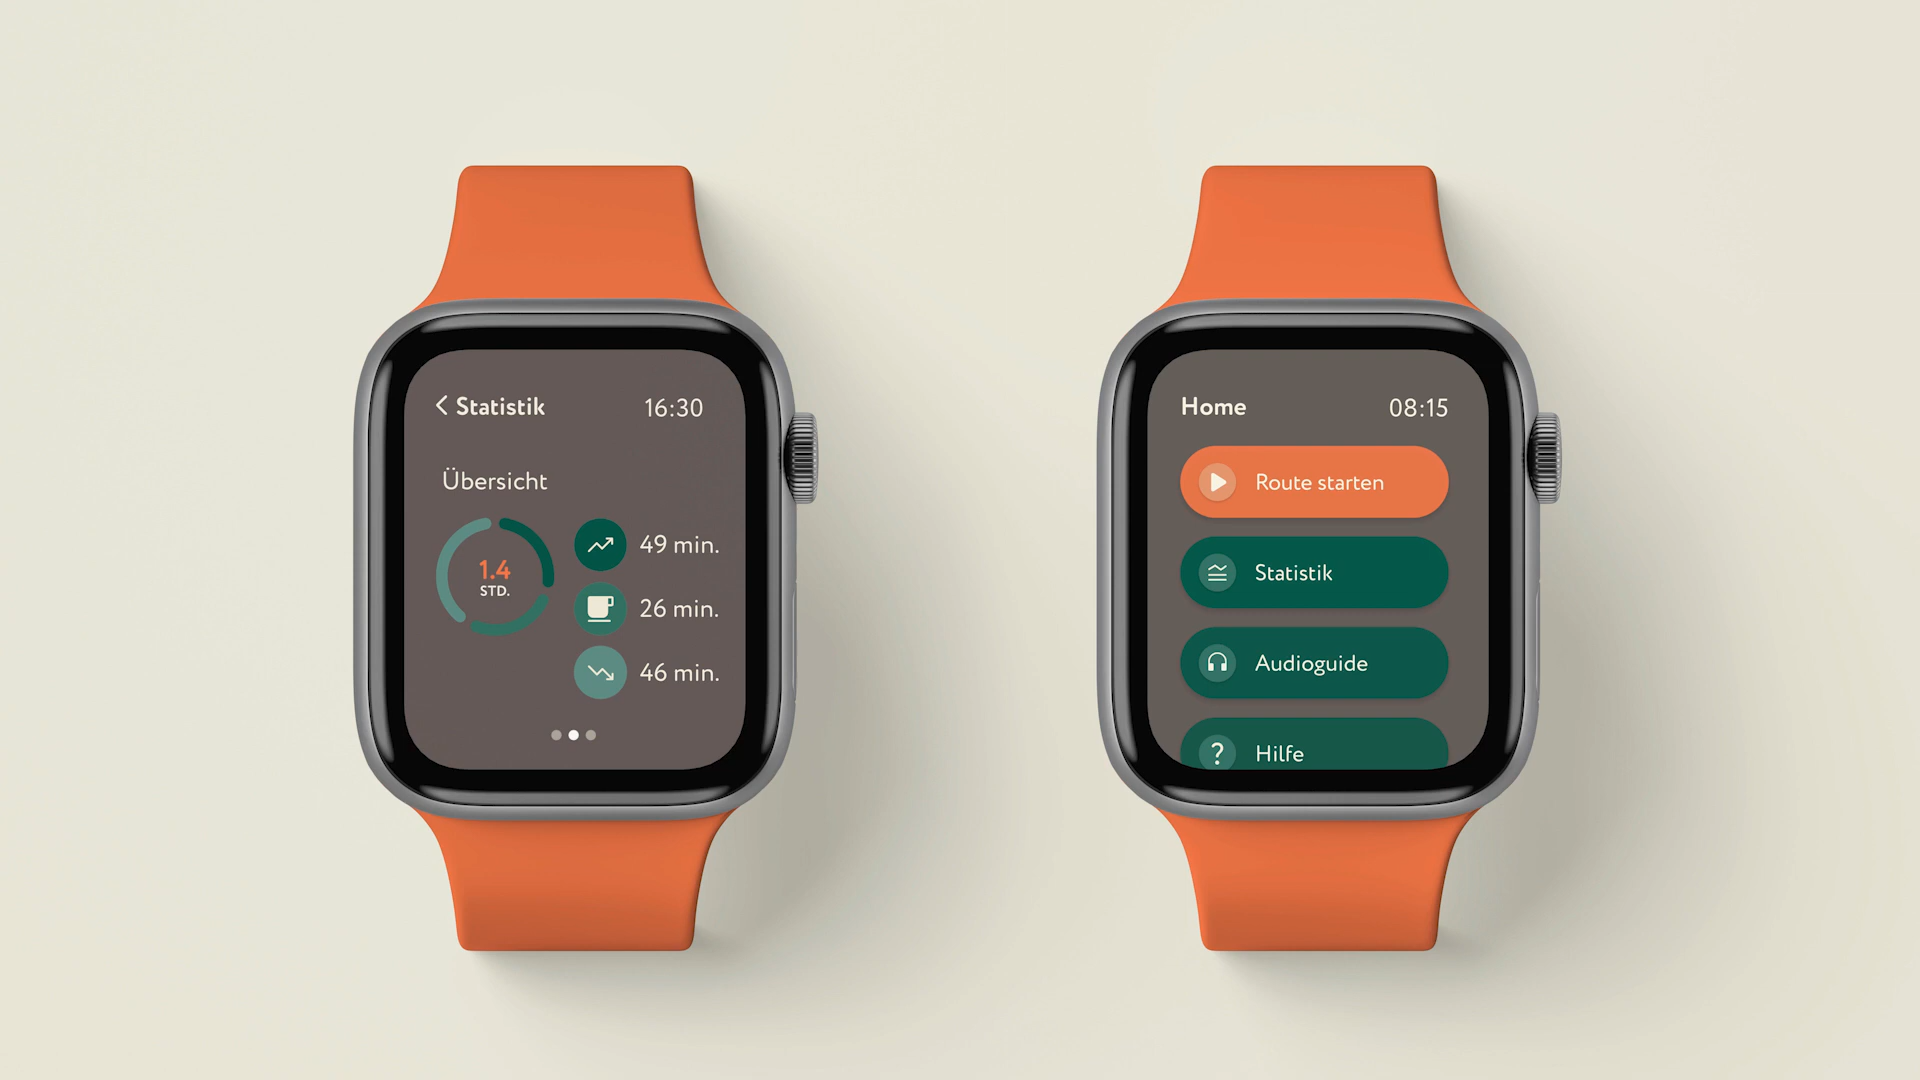 Statistik
16:30
Übersicht
1.4
STD.
49 min.
26 min.
46 min.
Home
08:15
Route starten
Statistik
Audioguide
Hilfe